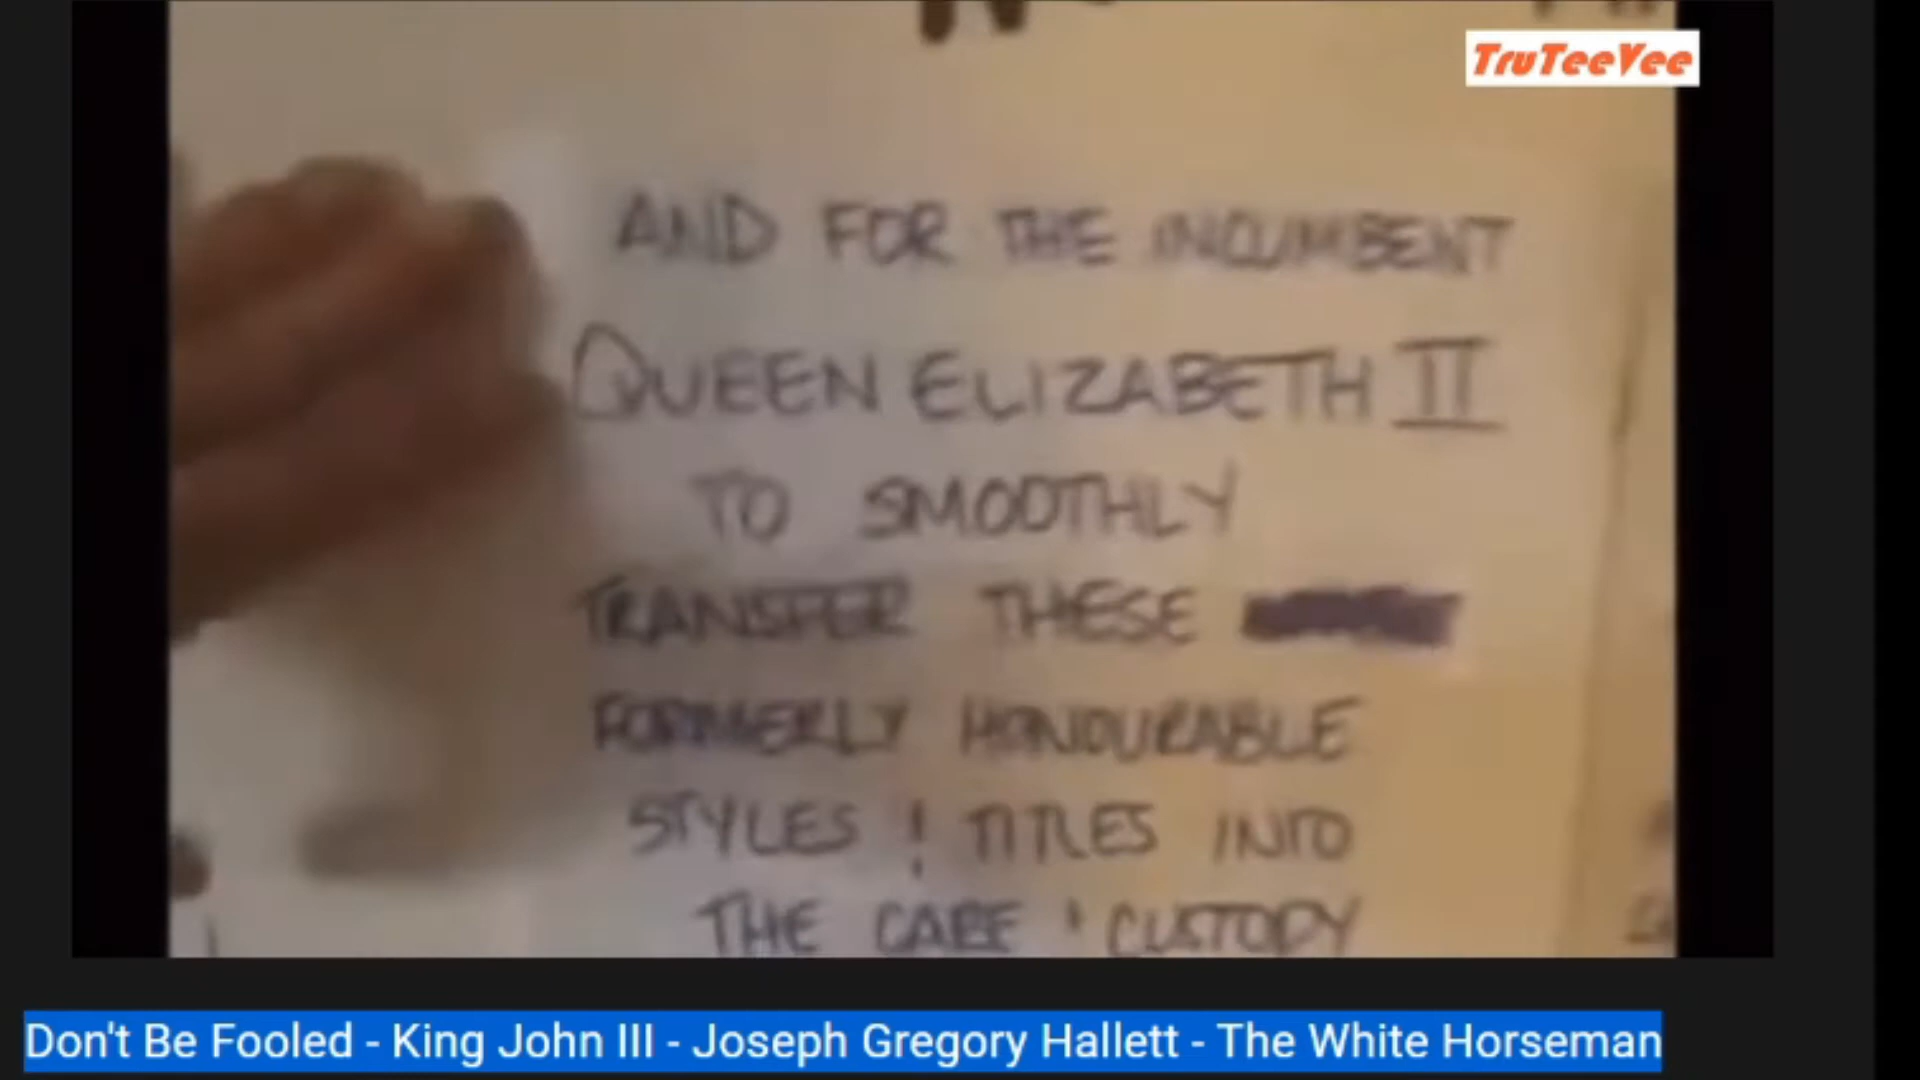 TruTeeVee
AND FOR THE INCUMBENT
QUEEN ELIZABETH II
TO SMOOTHLY
TRANSFER THESE
FORMERLY HONOURABLE
STYLES & TITLES INTO
THE CARE & CUSTODY
Don't Be Fooled - King John III - Joseph Gregory Hallett - The White Horseman